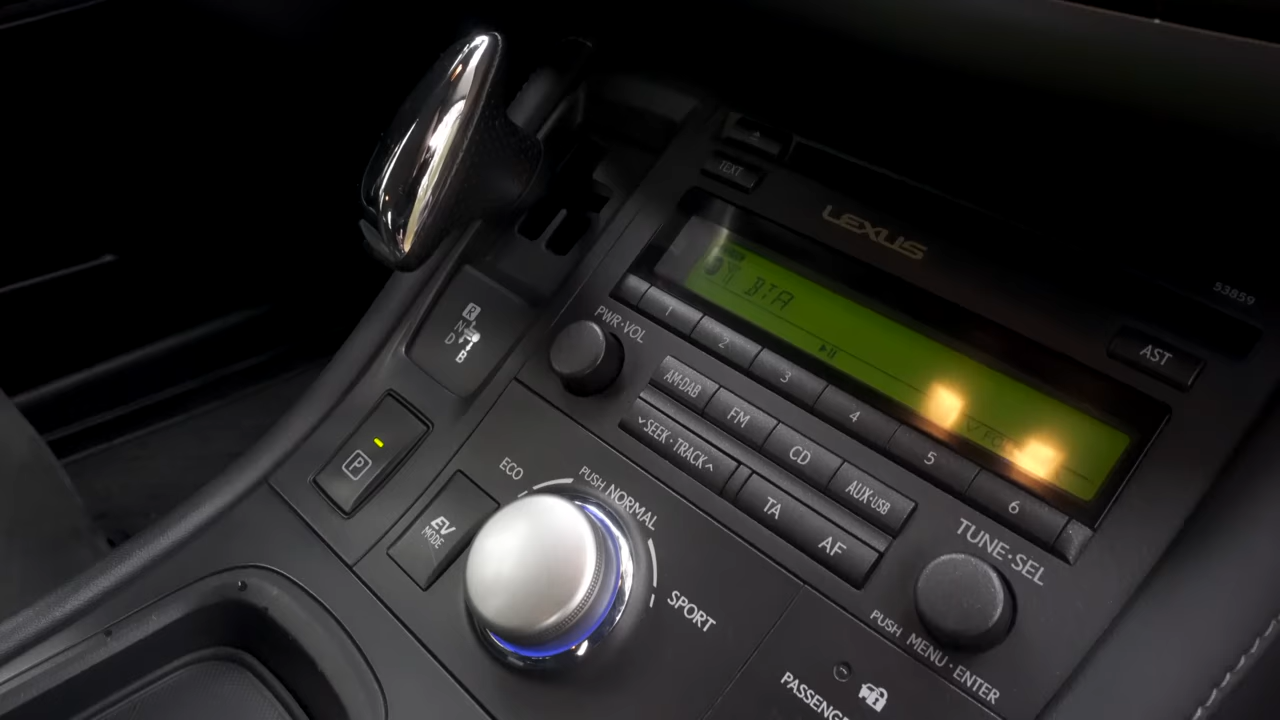 TEXT
LEXUS
53859
BTA
AST
1 2 3 4 5 6
PWR·VOL
AM·DAB FM CD AUX·USB
SEEK·TRACK
TA AF
TUNE·SEL
PUSH MENU·ENTER
R
N
D
B
P
EV
MODE
ECO
PUSH NORMAL
SPORT